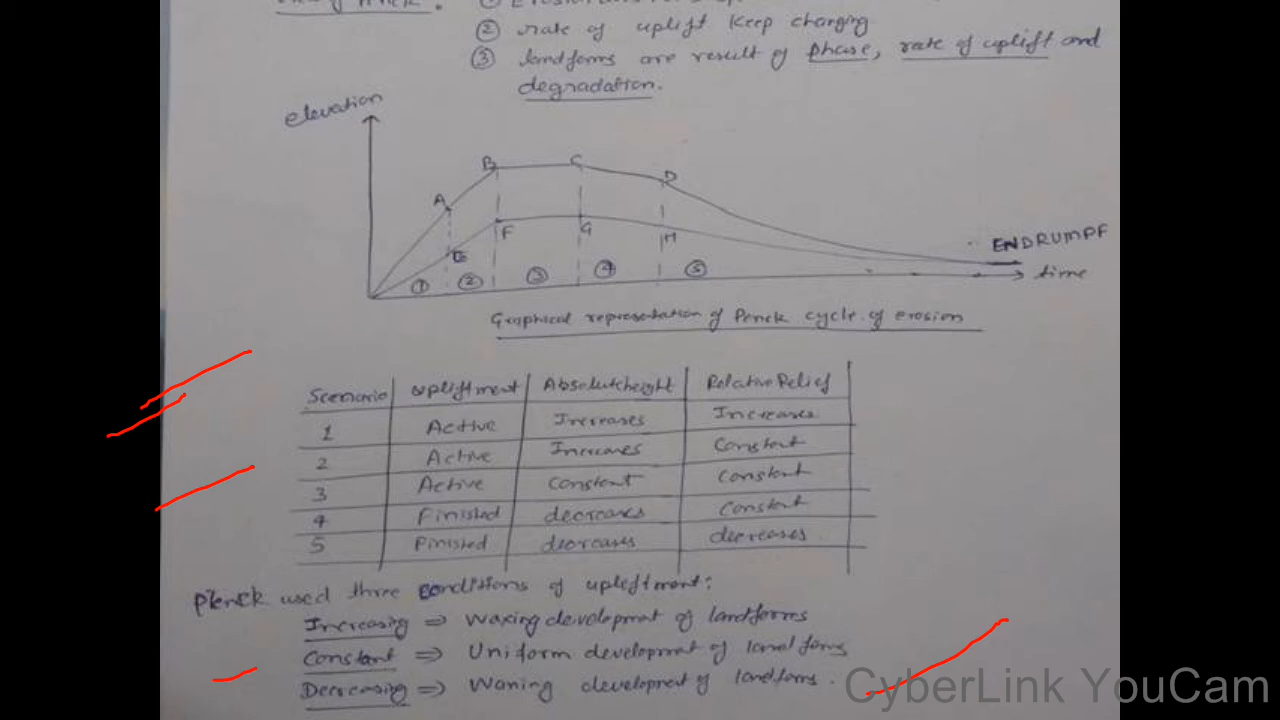 ② rate of uplift keep changing
③ landforms are result of phase, rate of uplift and
degradation.
elevation
B C
A D
E F G H
ENDRUMPF
① ② ③ ④ ⑤
time
Graphical representation of Penck cycle of erosion
Scenario upliftment Absolute height Relative Relief
1 Active Increases Increases
2 Active Increases Constant
3 Active Constant Constant
4 Finished decreases Constant
5 Finished decreases decreases
Penck used three conditions of upleftment:
Increasing ⇒ Waxing development of landforms
Constant ⇒ Uniform development of landforms
Decreasing ⇒ Waning development of landforms.
CyberLink YouCam